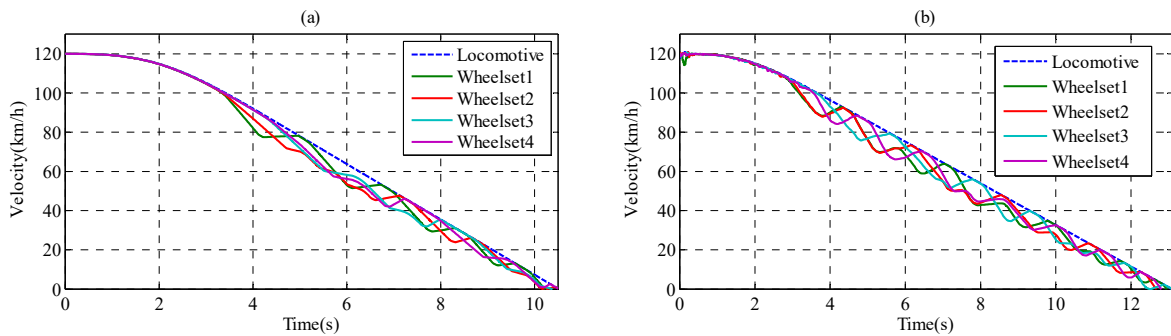 (a)
120
100
80
60
40
20
0
Velocity(km/h)
0 2 4 6 8 10
Time(s)
Locomotive
Wheelset1
Wheelset2
Wheelset3
Wheelset4
(b)
120
100
80
60
40
20
0
Velocity(km/h)
0 2 4 6 8 10 12
Time(s)
Locomotive
Wheelset1
Wheelset2
Wheelset3
Wheelset4